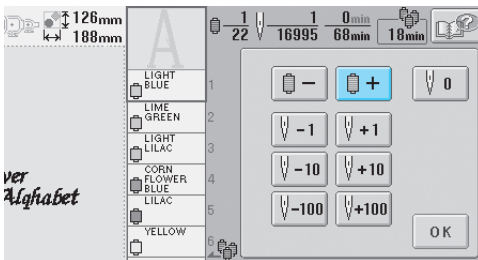 126mm
188mm
A
1/22
1/16995
0min/68min
18min
LIGHT
BLUE
1
LIME
GREEN
2
LIGHT
LILAC
3
CORN
FLOWER
BLUE
4
LILAC
5
YELLOW
6
ver
Alqhabet
−
+
0
−1
+1
−10
+10
−100
+100
OK